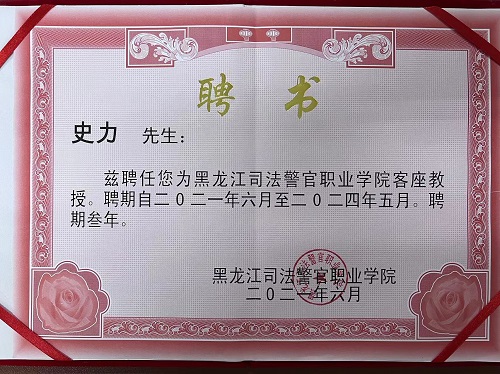 聘 书
史力 先生：
兹聘任您为黑龙江司法警官职业学院客座教
授。聘期自二〇二一年六月至二〇二四年五月。聘
期叁年。
黑龙江司法警官职业学院
二〇二一年六月